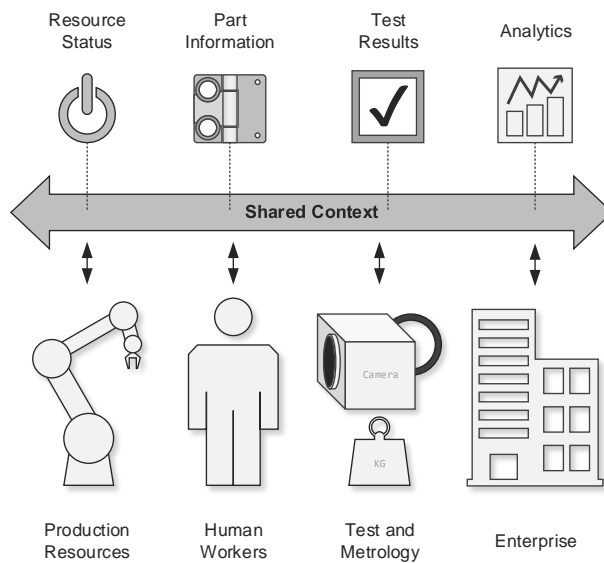 Resource
Status
Part
Information
Test
Results
Analytics
Shared Context
Camera
KG
Production
Resources
Human
Workers
Test and
Metrology
Enterprise